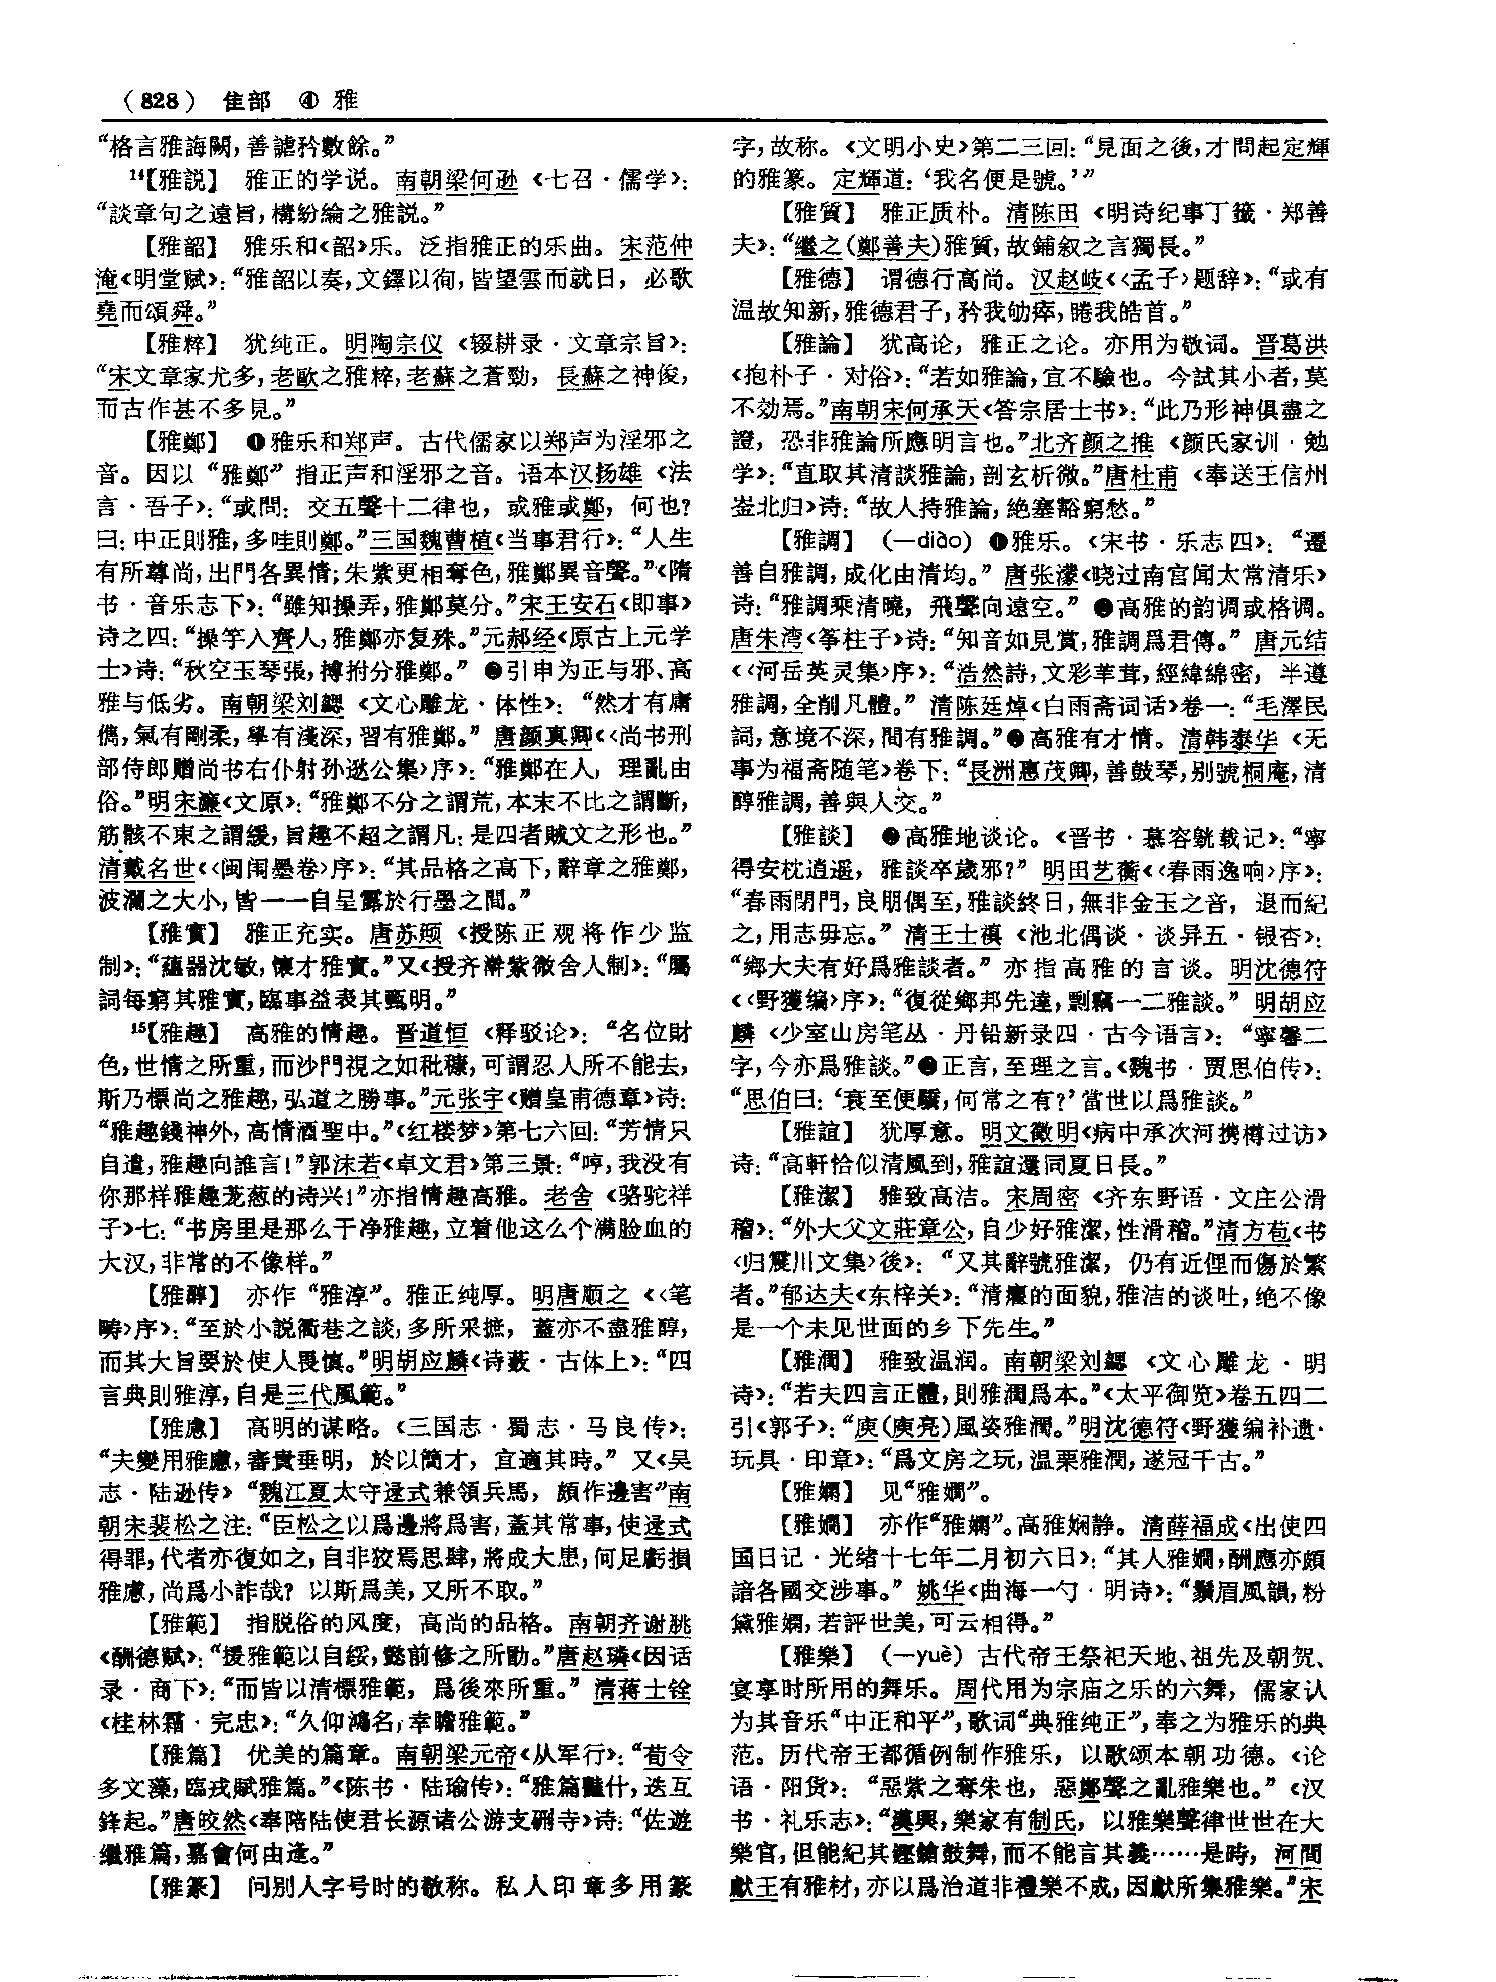 （828） 隹部 ④ 雅
“格言雅誨闕，善謔矜數餘。”
¹⁴【雅説】 雅正的学说。南朝梁何逊《七召·儒学》：
“談章句之遠旨，構紛綸之雅説。”
【雅韶】 雅乐和《韶》乐。泛指雅正的乐曲。宋范仲
淹《明堂赋》：“雅韶以奏，文鐸以徇，皆望雲而就日，必歌
堯而頌舜。”
【雅粹】 犹纯正。明陶宗仪《辍耕录·文章宗旨》：
“宋文章家尤多，老歐之雅粹，老蘇之蒼勁，長蘇之神俊，
而古作甚不多見。”
【雅鄭】 ❶雅乐和郑声。古代儒家以郑声为淫邪之
音。因以“雅鄭”指正声和淫邪之音。语本汉扬雄《法
言·吾子》：“或問：交五聲十二律也，或雅或鄭，何也？
曰：中正則雅，多哇則鄭。”三国魏曹植《当事君行》：“人生
有所尊尚，出門各異情；朱紫更相奪色，雅鄭異音聲。”《隋
书·音乐志下》：“雖知操弄，雅鄭莫分。”宋王安石《即事》
诗之四：“操竽入齊人，雅鄭亦复殊。”元郝经《原古上元学
士》诗：“秋空玉琴張，摶拊分雅鄭。”❷引申为正与邪、高
雅与低劣。南朝梁刘勰《文心雕龙·体性》：“然才有庸
儁，氣有剛柔，學有淺深，習有雅鄭。”唐颜真卿《〈尚书刑
部侍郎赠尚书右仆射孙逖公集〉序》：“雅鄭在人，理亂由
俗。”明宋濂《文原》：“雅鄭不分之謂荒，本末不比之謂斷，
筋骸不束之謂緩，旨趣不超之謂凡：是四者賊文之形也。”
清戴名世《〈闽闱墨卷〉序》：“其品格之高下，辭章之雅鄭，
波瀾之大小，皆一一自呈露於行墨之間。”
【雅實】 雅正充实。唐苏颋《授陈正观将作少监
制》：“蘊器沈敏，懷才雅實。”又《授齐澣紫微舍人制》：“屬
詞每窮其雅實，臨事益表其甄明。”
¹⁵【雅趣】 高雅的情趣。晋道恒《释驳论》：“名位財
色，世情之所重，而沙門視之如秕糠，可謂忍人所不能去，
斯乃標尚之雅趣，弘道之勝事。”元张宇《赠皇甫德章》诗：
“雅趣錢神外，高情酒聖中。”《红楼梦》第七六回：“芳情只
自遣，雅趣向誰言！”郭沫若《卓文君》第三景：“哼，我没有
你那样雅趣茏葱的诗兴！”亦指情趣高雅。老舍《骆驼祥
子》七：“书房里是那么干净雅趣，立着他这么个满脸血的
大汉，非常的不像样。”
【雅醇】 亦作“雅淳”。雅正纯厚。明唐顺之《〈笔
畴〉序》：“至於小説衢巷之談，多所采摭，蓋亦不盡雅醇，
而其大旨要於使人畏慎。”明胡应麟《诗薮·古体上》：“四
言典則雅淳，自是三代風範。”
【雅慮】 高明的谋略。《三国志·蜀志·马良传》：
“夫變用雅慮，審貴垂明，於以簡才，宜適其時。”又《吴
志·陆逊传》“魏江夏太守逯式兼領兵馬，頗作邊害”南
朝宋裴松之注：“臣松之以爲邊將爲害，蓋其常事，使逯式
得罪，代者亦復如之，自非狡焉思肆，將成大患，何足虧損
雅慮，尚爲小詐哉？以斯爲美，又所不取。”
【雅範】 指脱俗的风度，高尚的品格。南朝齐谢朓
《酬德赋》：“援雅範以自綏，懿前修之所勖。”唐赵璘《因话
录·商下》：“而皆以清標雅範，爲後來所重。”清蒋士铨
《桂林霜·完忠》：“久仰鴻名，幸瞻雅範。”
【雅篇】 优美的篇章。南朝梁元帝《从军行》：“荀令
多文藻，臨戎賦雅篇。”《陈书·陆瑜传》：“雅篇豔什，迭互
鋒起。”唐皎然《奉陪陆使君长源诸公游支硎寺》诗：“佐遊
繼雅篇，嘉會何由逢。”
【雅篆】 问别人字号时的敬称。私人印章多用篆
字，故称。《文明小史》第二三回：“見面之後，才問起定輝
的雅篆。定輝道：‘我名便是號。’”
【雅質】 雅正质朴。清陈田《明诗纪事丁籤·郑善
夫》：“繼之（鄭善夫）雅質，故鋪叙之言獨長。”
【雅德】 谓德行高尚。汉赵岐《〈孟子〉题辞》：“或有
温故知新，雅德君子，矜我劬瘁，睠我皓首。”
【雅論】 犹高论，雅正之论。亦用为敬词。晋葛洪
《抱朴子·对俗》：“若如雅論，宜不驗也。今試其小者，莫
不効焉。”南朝宋何承天《答宗居士书》：“此乃形神俱盡之
證，恐非雅論所應明言也。”北齐颜之推《颜氏家训·勉
学》：“直取其清談雅論，剖玄析微。”唐杜甫《奉送王信州
崟北归》诗：“故人持雅論，絶塞豁窮愁。”
【雅調】 （—diào）❶雅乐。《宋书·乐志四》：“遷
善自雅調，成化由清均。”唐张濛《晓过南宫闻太常清乐》
诗：“雅調乘清曉，飛聲向遠空。”❷高雅的韵调或格调。
唐朱湾《筝柱子》诗：“知音如見賞，雅調爲君傳。”唐元结
《〈河岳英灵集〉序》：“浩然詩，文彩丰茸，經緯綿密，半遵
雅調，全削凡體。”清陈廷焯《白雨斋词话》卷一：“毛澤民
詞，意境不深，間有雅調。”❸高雅有才情。清韩泰华《无
事为福斋随笔》卷下：“長洲惠茂卿，善鼓琴，别號桐庵，清
醇雅調，善與人交。”
【雅談】 ❶高雅地谈论。《晋书·慕容皝载记》：“寧
得安枕逍遥，雅談卒歲邪？”明田艺蘅《〈春雨逸响〉序》：
“春雨閉門，良朋偶至，雅談終日，無非金玉之音，退而紀
之，用志毋忘。”清王士禛《池北偶谈·谈异五·银杏》：
“鄉大夫有好爲雅談者。”亦指高雅的言谈。明沈德符
《〈野獲编〉序》：“復從鄉邦先達，剽竊一二雅談。”明胡应
麟《少室山房笔丛·丹铅新录四·古今语言》：“寧馨二
字，今亦爲雅談。”❷正言，至理之言。《魏书·贾思伯传》：
“思伯曰：‘衰至便驕，何常之有？’當世以爲雅談。”
【雅誼】 犹厚意。明文徵明《病中承次河携樽过访》
诗：“高軒恰似清風到，雅誼還同夏日長。”
【雅潔】 雅致高洁。宋周密《齐东野语·文庄公滑
稽》：“外大父文莊章公，自少好雅潔，性滑稽。”清方苞《书
〈归震川文集〉後》：“又其辭號雅潔，仍有近俚而傷於繁
者。”郁达夫《东梓关》：“清癯的面貌，雅洁的谈吐，绝不像
是一个未见世面的乡下先生。”
【雅潤】 雅致温润。南朝梁刘勰《文心雕龙·明
诗》：“若夫四言正體，則雅潤爲本。”《太平御览》卷五四二
引《郭子》：“庾（庾亮）風姿雅潤。”明沈德符《野獲编补遗·
玩具·印章》：“爲文房之玩，温栗雅潤，遂冠千古。”
【雅嫻】 见“雅嫺”。
【雅嫺】 亦作“雅嫻”。高雅娴静。清薛福成《出使四
国日记·光绪十七年二月初六日》：“其人雅嫺，酬應亦頗
諳各國交涉事。”姚华《曲海一勺·明诗》：“鬚眉風韻，粉
黛雅嫻，若評世美，可云相得。”
【雅樂】 （—yuè）古代帝王祭祀天地、祖先及朝贺、
宴享时所用的舞乐。周代用为宗庙之乐的六舞，儒家认
为其音乐“中正和平”，歌词“典雅纯正”，奉之为雅乐的典
范。历代帝王都循例制作雅乐，以歌颂本朝功德。《论
语·阳货》：“惡紫之奪朱也，惡鄭聲之亂雅樂也。”《汉
书·礼乐志》：“漢興，樂家有制氏，以雅樂聲律世世在大
樂官，但能紀其鏗鎗鼓舞，而不能言其義……是時，河間
獻王有雅材，亦以爲治道非禮樂不成，因獻所集雅樂。”宋